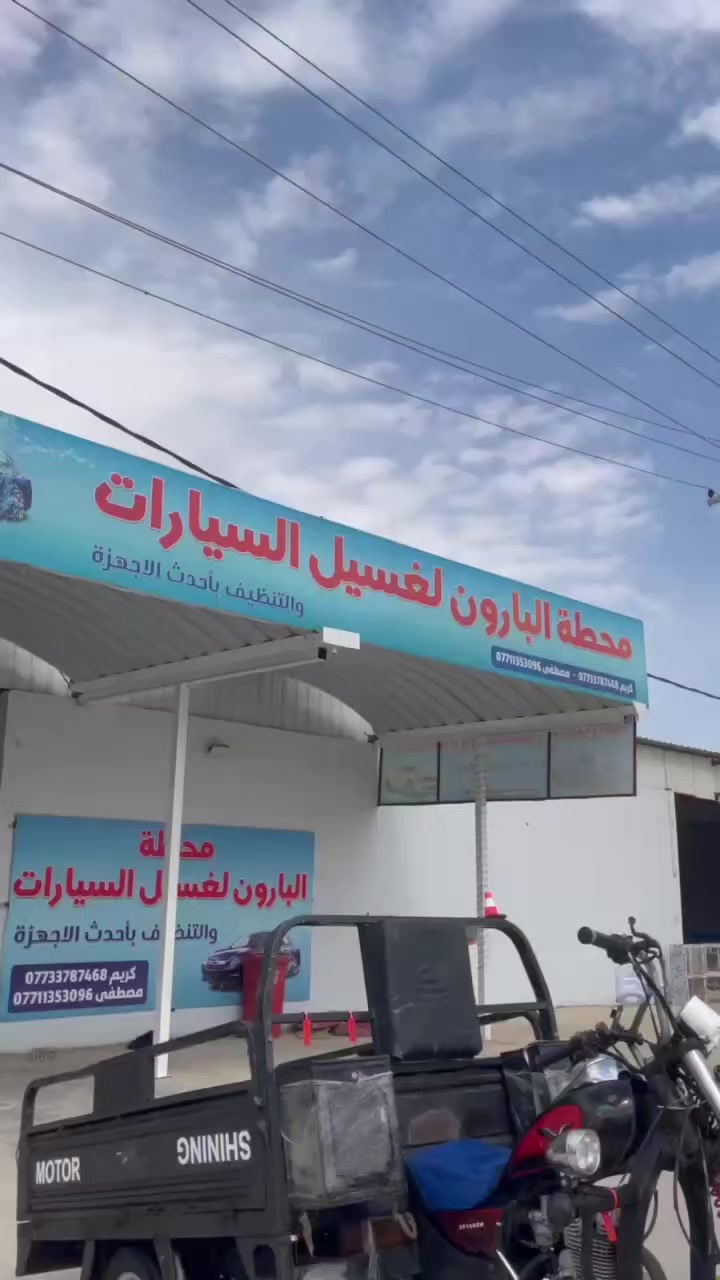 محطة البارون لغسيل السيارات
والتنظيف بأحدث الاجهزة
كريم 07733787468 - مصطفى 07711353096
محطة
البارون لغسيل السيارات
والتنظيف بأحدث الاجهزة
كريم 07733787468
مصطفى 07711353096
MOTOR
SHINING